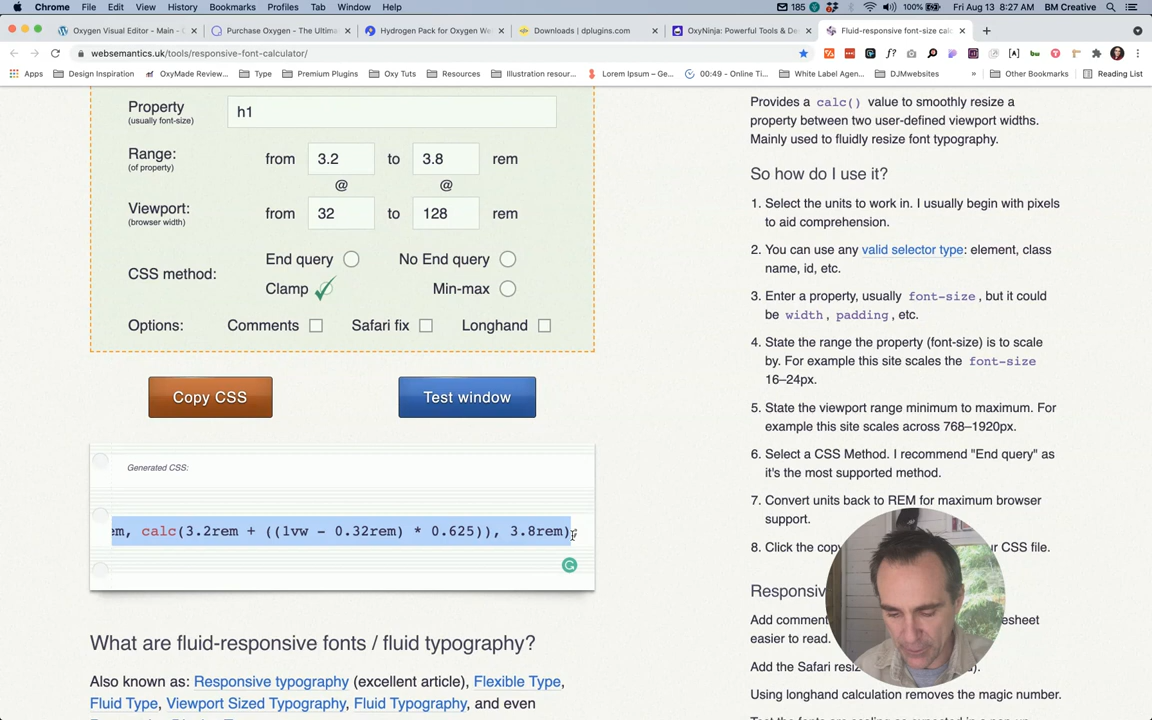 Chrome File Edit View History Bookmarks Profiles Tab Window Help 185 100% Fri Aug 13 8:27 AM BM Creative
Oxygen Visual Editor - Main - Purchase Oxygen - The Ultima Hydrogen Pack for Oxygen We Downloads | dplugins.com OxyNinja: Powerful Tools & De Fluid-responsive font-size calc
websemantics.uk/tools/responsive-font-calculator/
Apps Design Inspiration OxyMade Review... Type Premium Plugins Oxy Tuts Resources Illustration resour... Lorem Ipsum – Ge... 00:49 - Online Ti... White Label Agen... DJMwebsites Other Bookmarks Reading List
Property
(usually font-size)
h1
Range:
(of property)
from 3.2 to 3.8 rem
@ @
Viewport:
(browser width)
from 32 to 128 rem
CSS method:
End query No End query
Clamp Min-max
Options: Comments Safari fix Longhand
Copy CSS Test window
Generated CSS:
em, calc(3.2rem + ((1vw - 0.32rem) * 0.625)), 3.8rem);
What are fluid-responsive fonts / fluid typography?
Also known as: Responsive typography (excellent article), Flexible Type,
Fluid Type, Viewport Sized Typography, Fluid Typography, and even
Provides a calc() value to smoothly resize a
property between two user-defined viewport widths.
Mainly used to fluidly resize font typography.
So how do I use it?
1. Select the units to work in. I usually begin with pixels
to aid comprehension.
2. You can use any valid selector type: element, class
name, id, etc.
3. Enter a property, usually font-size, but it could
be width, padding, etc.
4. State the range the property (font-size) is to scale
by. For example this site scales the font-size
16–24px.
5. State the viewport range minimum to maximum. For
example this site scales across 768–1920px.
6. Select a CSS Method. I recommend "End query" as
it's the most supported method.
7. Convert units back to REM for maximum browser
support.
8. Click the copy ur CSS file.
Add comment esheet
easier to read.
Add the Safari resiz
Using longhand calculation removes the magic number.